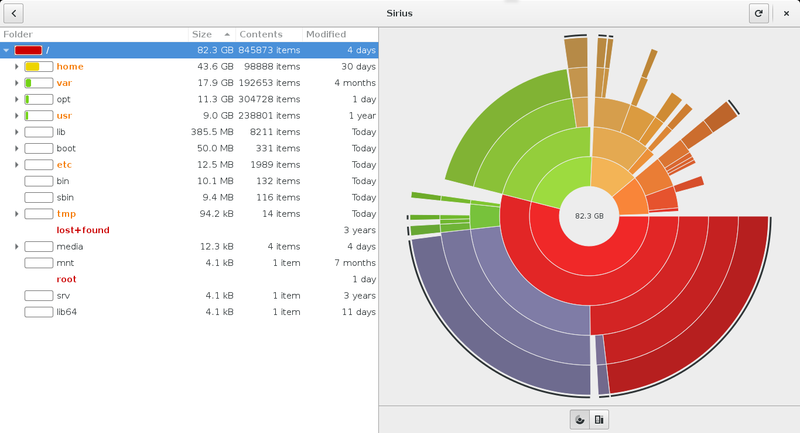 Sirius
Folder Size Contents Modified
/ 82.3 GB 845873 items 4 days
home 43.6 GB 98888 items 30 days
var 17.9 GB 192653 items 4 months
opt 11.3 GB 304728 items 1 day
usr 9.0 GB 238801 items 1 year
lib 385.5 MB 8211 items Today
boot 50.0 MB 331 items Today
etc 12.5 MB 1989 items Today
bin 10.1 MB 132 items Today
sbin 9.4 MB 116 items Today
tmp 94.2 kB 14 items Today
lost+found 3 years
media 12.3 kB 4 items 4 days
mnt 4.1 kB 1 item 7 months
root 1 day
srv 4.1 kB 1 item 3 years
lib64 4.1 kB 1 item 11 days
82.3 GB